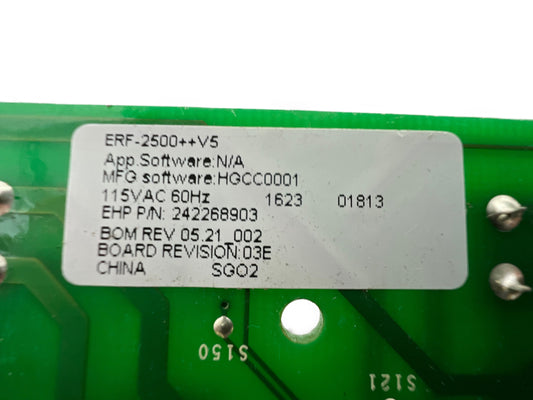 ERF-2500++V5
App.Software:N/A
MFG software:HGCC0001
115VAC 60Hz 1623 01813
EHP P/N: 242268903
BOM REV 05.21_002
BOARD REVISION:03E
CHINA SGO2
S150
S121